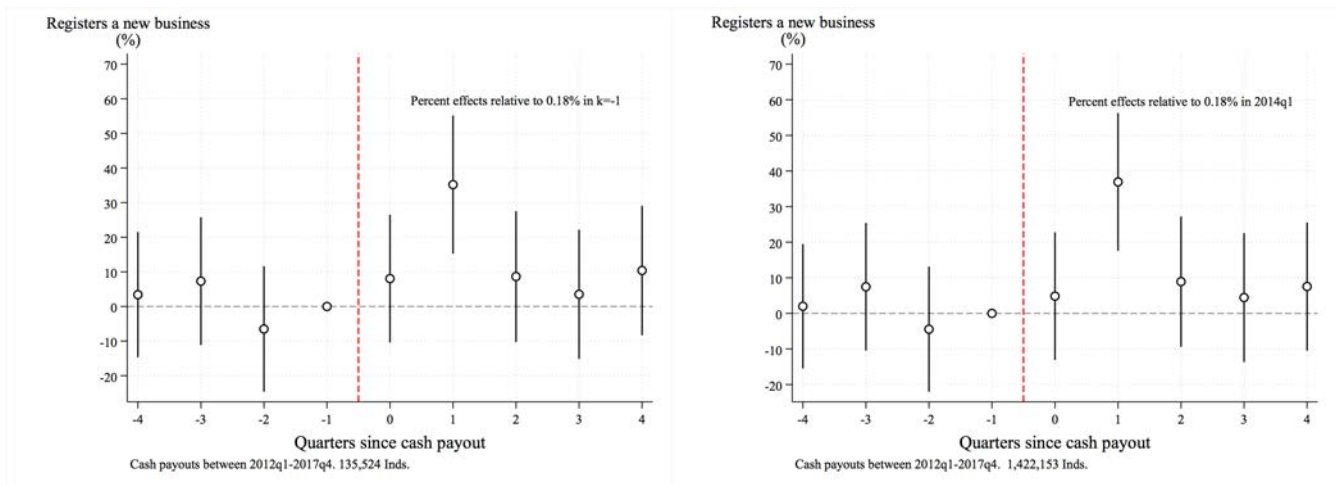 Registers a new business
(%)
70
60
50
40
30
20
10
0
-10
-20
Percent effects relative to 0.18% in k=-1
-4 -3 -2 -1 0 1 2 3 4
Quarters since cash payout
Cash payouts between 2012q1-2017q4. 135,524 Inds.
Registers a new business
(%)
70
60
50
40
30
20
10
0
-10
-20
Percent effects relative to 0.18% in 2014q1
-4 -3 -2 -1 0 1 2 3 4
Quarters since cash payout
Cash payouts between 2012q1-2017q4. 1,422,153 Inds.